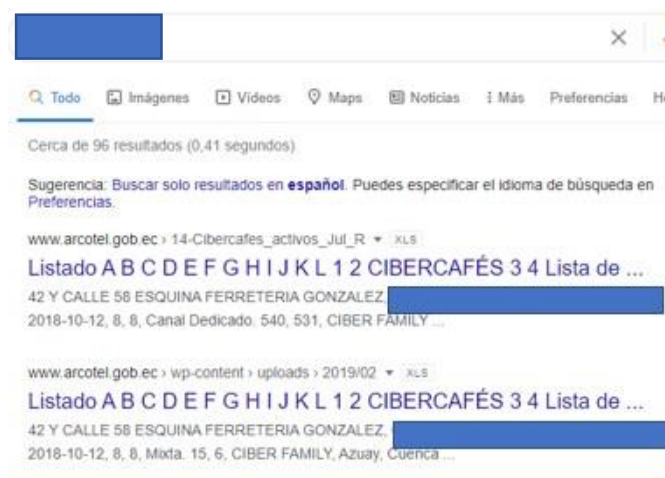 Todo Imágenes Vídeos Maps Noticias Más Preferencias
Cerca de 96 resultados (0,41 segundos)
Sugerencia: Buscar solo resultados en español. Puedes especificar el idioma de búsqueda en
Preferencias.
www.arcotel.gob.ec › 14-Cibercafes_activos_Jul_R XLS
Listado A B C D E F G H I J K L 1 2 CIBERCAFÉS 3 4 Lista de ...
42 Y CALLE 58 ESQUINA FERRETERIA GONZALEZ,
2018-10-12, 8, 8, Canal Dedicado. 540, 531, CIBER FAMILY ...
www.arcotel.gob.ec › wp-content › uploads › 2019/02 XLS
Listado A B C D E F G H I J K L 1 2 CIBERCAFÉS 3 4 Lista de ...
42 Y CALLE 58 ESQUINA FERRETERIA GONZALEZ,
2018-10-12, 8, 8, Mixta. 15, 6, CIBER FAMILY, Azuay, Cuenca ...